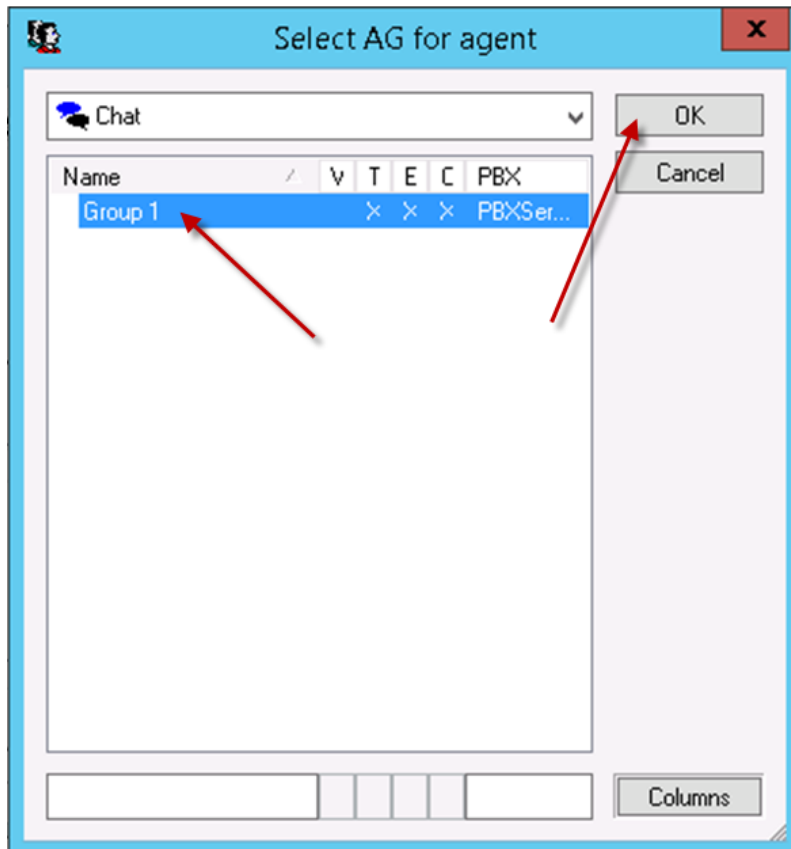 Select AG for agent
x
Chat
OK
Name V T E C PBX
Cancel
Group 1 X X X PBXSer...
Columns